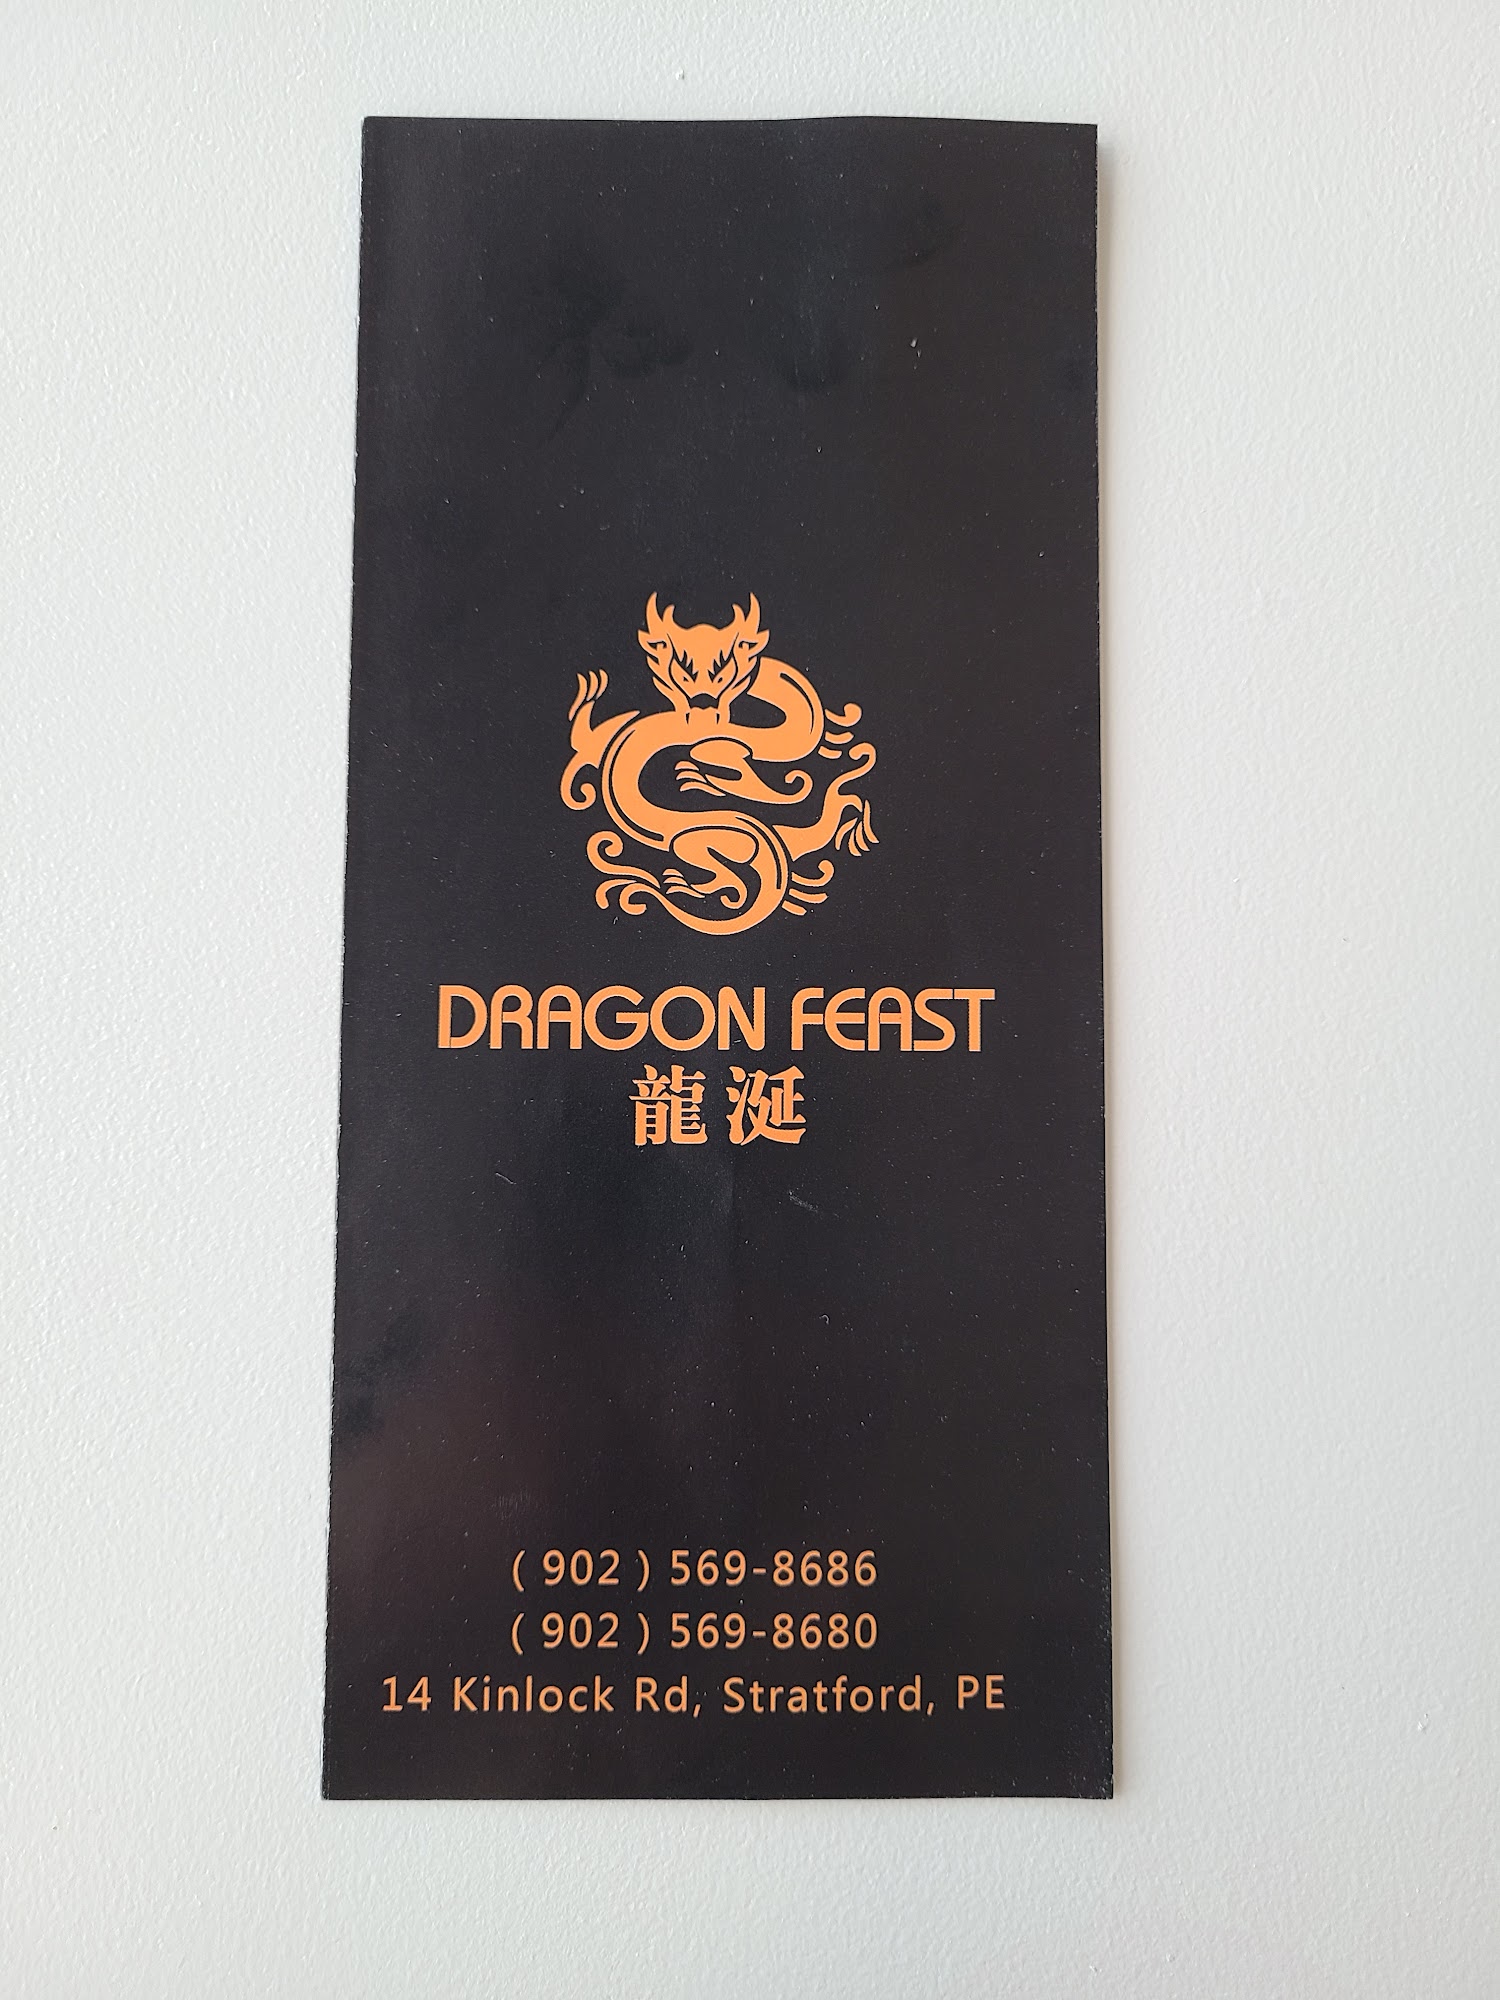 DRAGON FEAST
龍涎
( 902 ) 569-8686
( 902 ) 569-8680
14 Kinlock Rd, Stratford, PE